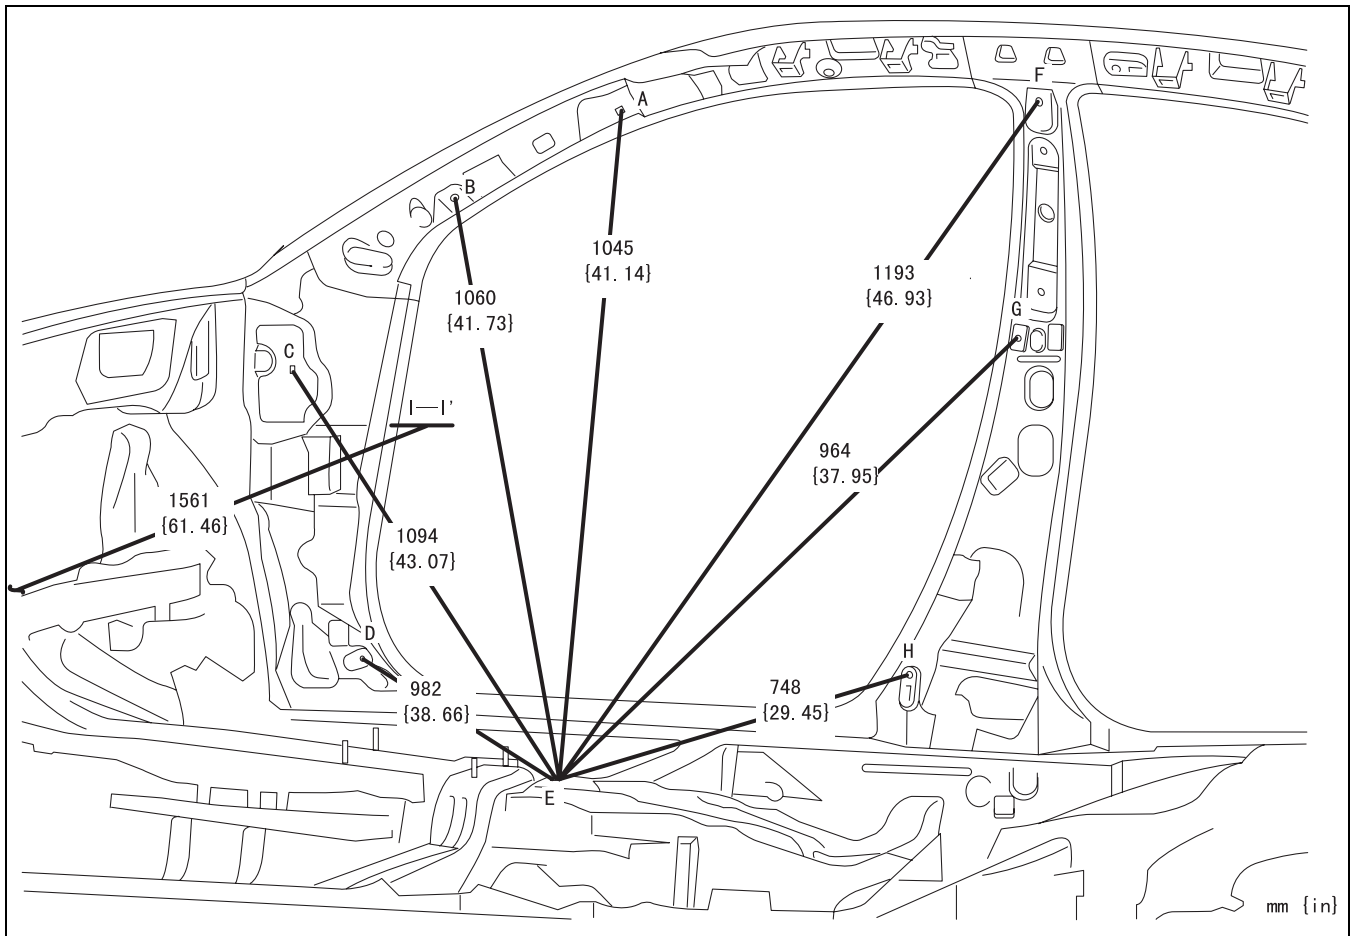 F
A
B
1045
{41. 14}
1193
{46. 93}
1060
{41. 73}
G
C
I—I'
964
{37. 95}
1561
{61. 46}
1094
{43. 07}
D
H
982
{38. 66}
748
{29. 45}
E
mm {in}